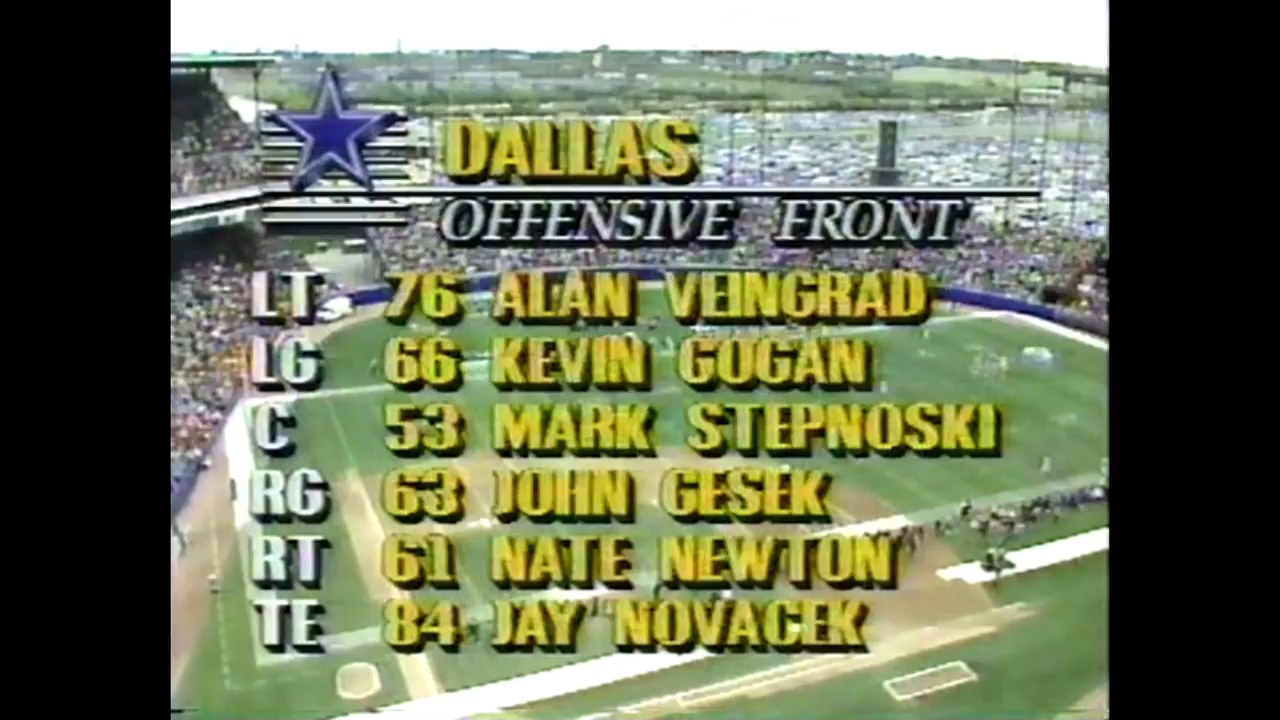 DALLAS
OFFENSIVE FRONT
LT 76 ALAN VEINGRAD
LG 66 KEVIN GOGAN
C 53 MARK STEPNOSKI
RG 63 JOHN GESEK
RT 61 NATE NEWTON
TE 84 JAY NOVACEK